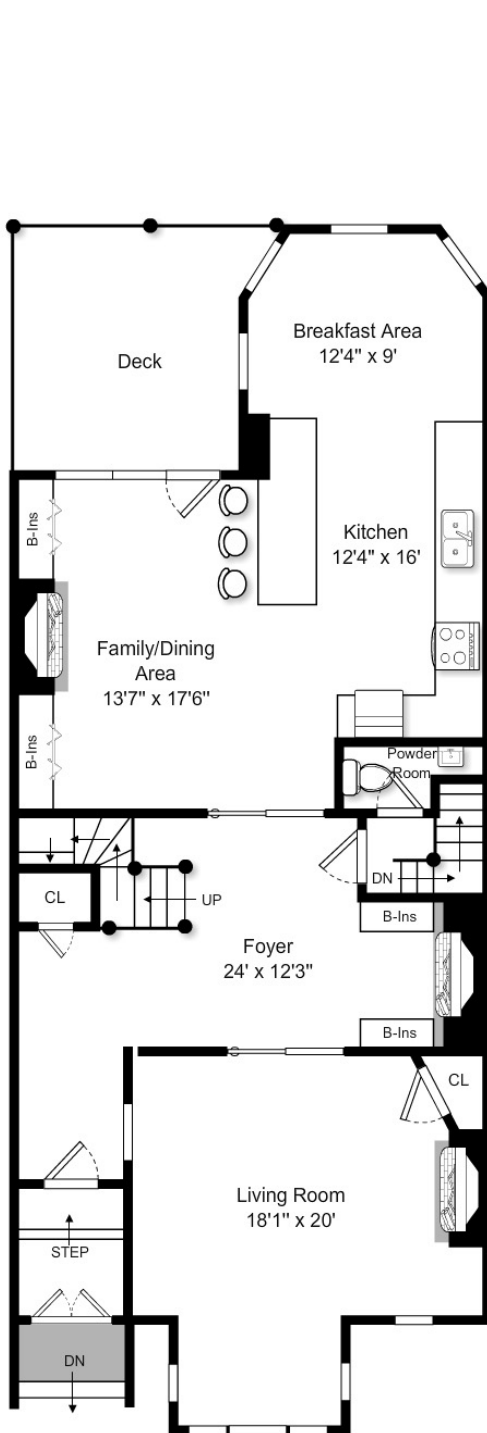 Breakfast Area
12'4" x 9'
Deck
B-Ins
Kitchen
12'4" x 16'
Family/Dining
Area
13'7" x 17'6"
B-Ins
Powder
Room
CL
UP
DN
B-Ins
Foyer
24' x 12'3"
B-Ins
CL
Living Room
18'1" x 20'
STEP
DN